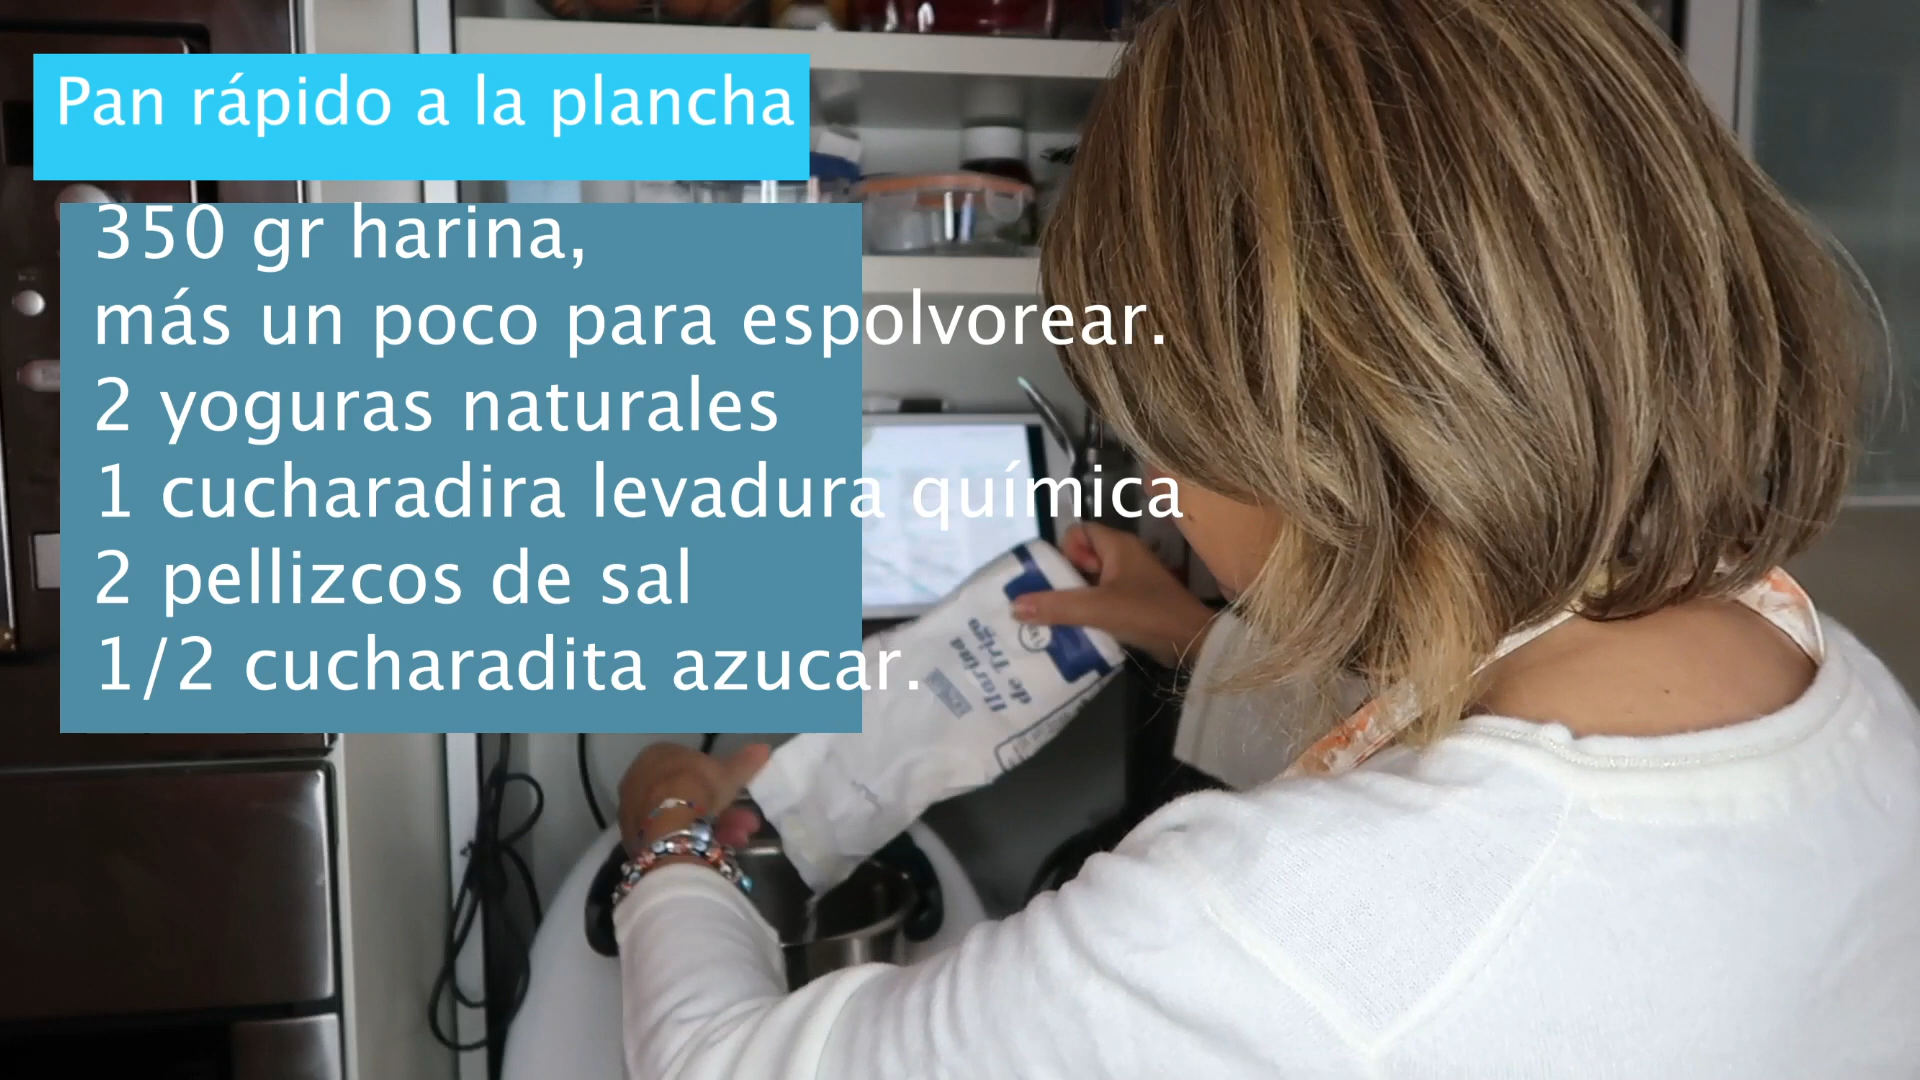 Pan rápido a la plancha
350 gr harina,
más un poco para espolvorear.
2 yoguras naturales
1 cucharadira levadura química
2 pellizcos de sal
1/2 cucharadita azucar.
Harina
de Trigo